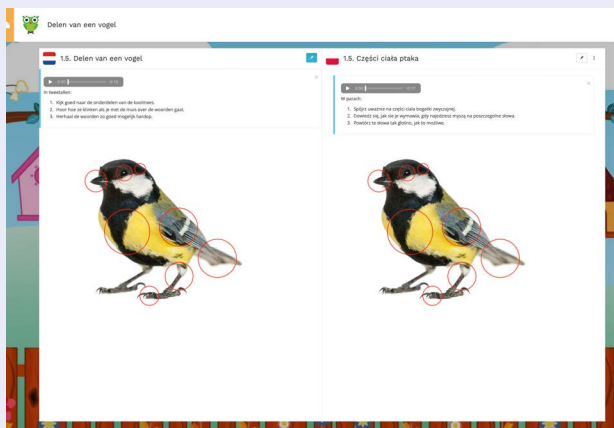 Delen van een vogel
1.5. Delen van een vogel
In tweetallen:
1. Kijk goed naar de onderdelen van de koolmees.
2. Hoor hoe ze klinken als je met de muis over de woorden gaat.
3. Herhaal de woorden zo goed mogelijk hardop.
1.5. Części ciała ptaka
W parach:
1. Spójrz uważnie na części ciała bogatki zwyczajnej.
2. Dowiedz się, jak się je wymawia, gdy najedziesz myszą na poszczególne słowa.
3. Powtórz te słowa tak głośno, jak to możliwe.